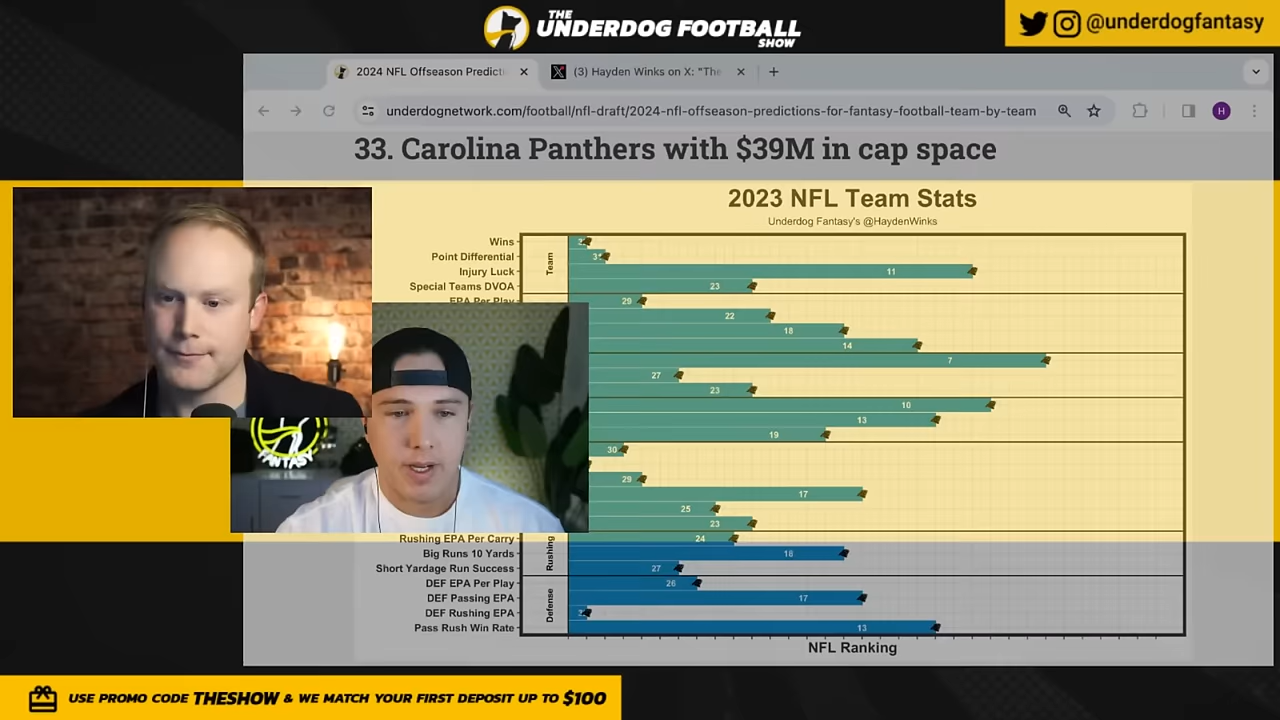 THE
UNDERDOG FOOTBALL
SHOW
@underdogfantasy
2024 NFL Offseason Predicti
(3) Hayden Winks on X: "The
underdognetwork.com/football/nfl-draft/2024-nfl-offseason-predictions-for-fantasy-football-team-by-team
H
33. Carolina Panthers with $39M in cap space
2023 NFL Team Stats
Underdog Fantasy's @HaydenWinks
Wins
Point Differential
Injury Luck 11
Special Teams DVOA 23
Team
EPA Per Play 29
22
18
14
7
27
23
10
13
19
30
29
17
25
23
Rushing EPA Per Carry 24
Big Runs 10 Yards 18
Short Yardage Run Success 27
Rushing
DEF EPA Per Play 26
DEF Passing EPA 17
DEF Rushing EPA
Pass Rush Win Rate 13
Defense
NFL Ranking
FANTASY
USE PROMO CODE THESHOW & WE MATCH YOUR FIRST DEPOSIT UP TO $100